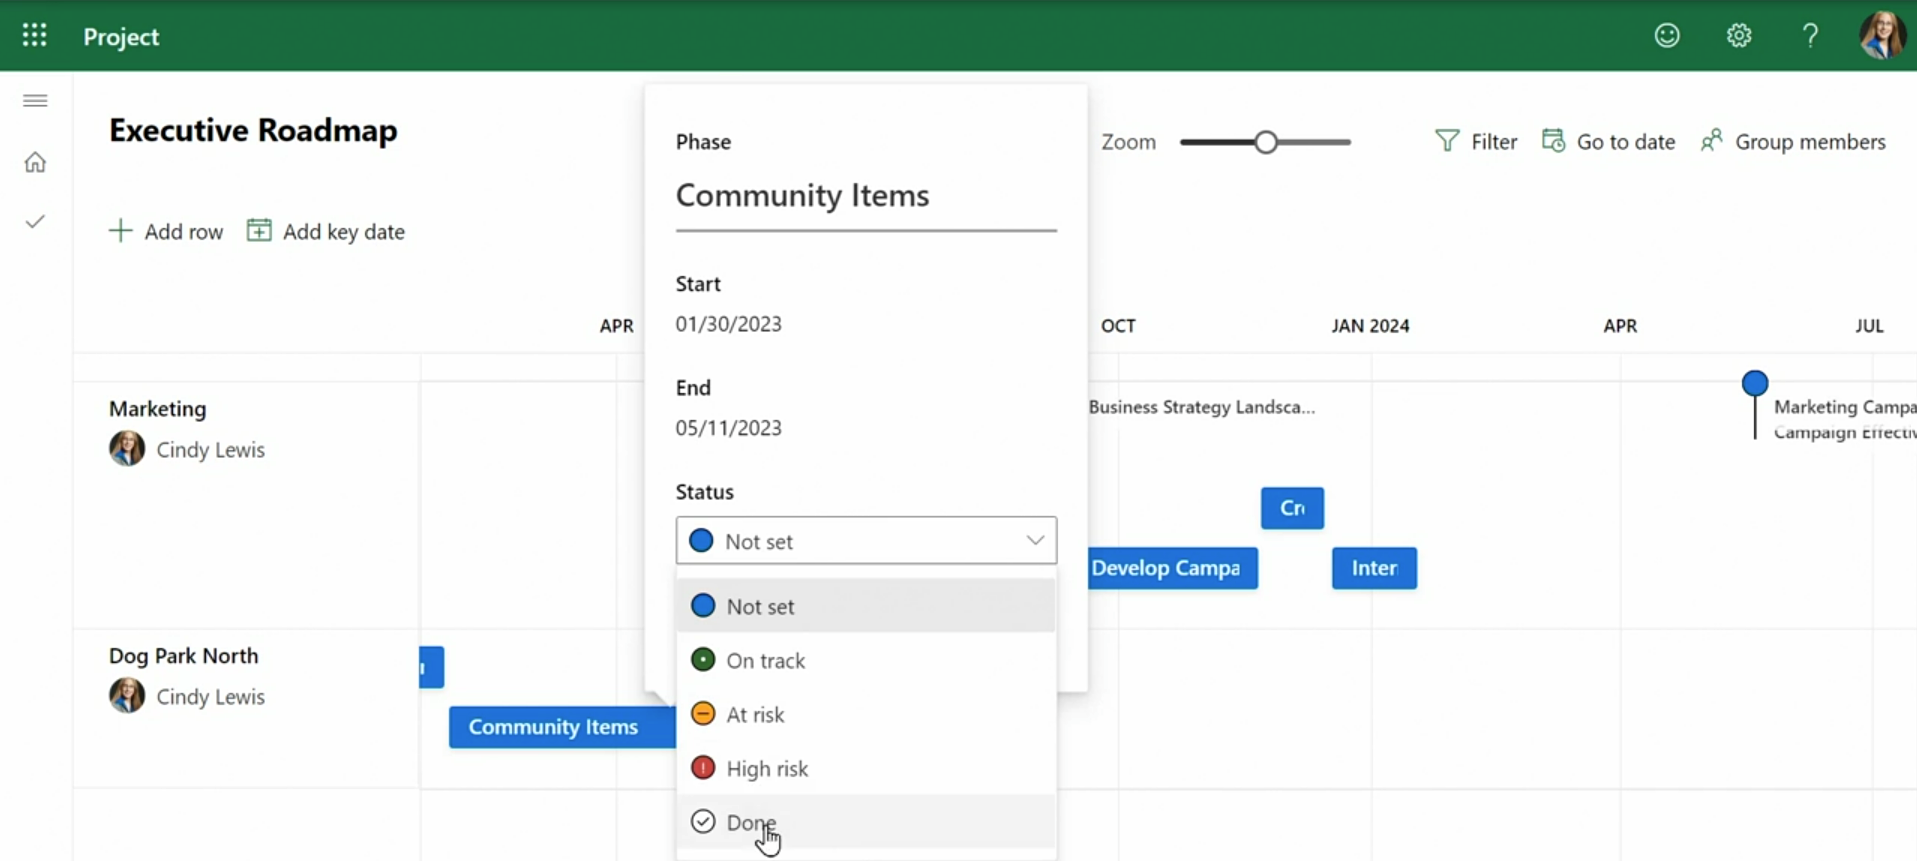 Project
Executive Roadmap
Add row
Add key date
Phase
Community Items
Start
01/30/2023
End
05/11/2023
Status
Not set
Not set
On track
At risk
High risk
Done
Zoom
Filter
Go to date
Group members
APR
OCT
JAN 2024
APR
JUL
Marketing
Cindy Lewis
Business Strategy Landsca...
Marketing Campa
Campaign Effectiv
Cr
Develop Campa
Inter
Dog Park North
Cindy Lewis
Community Items